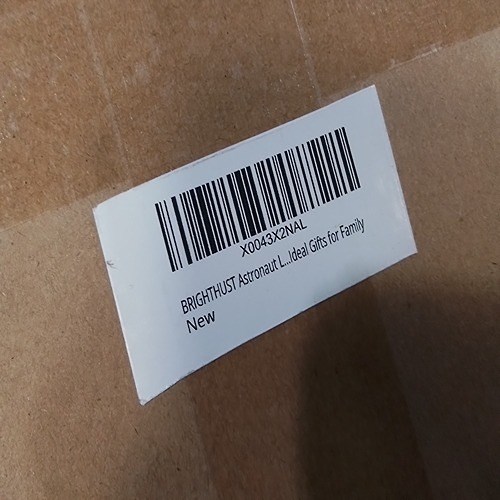 X0043X2NAL
BRIGHTHUST Astronaut L...Ideal Gifts for Family
New